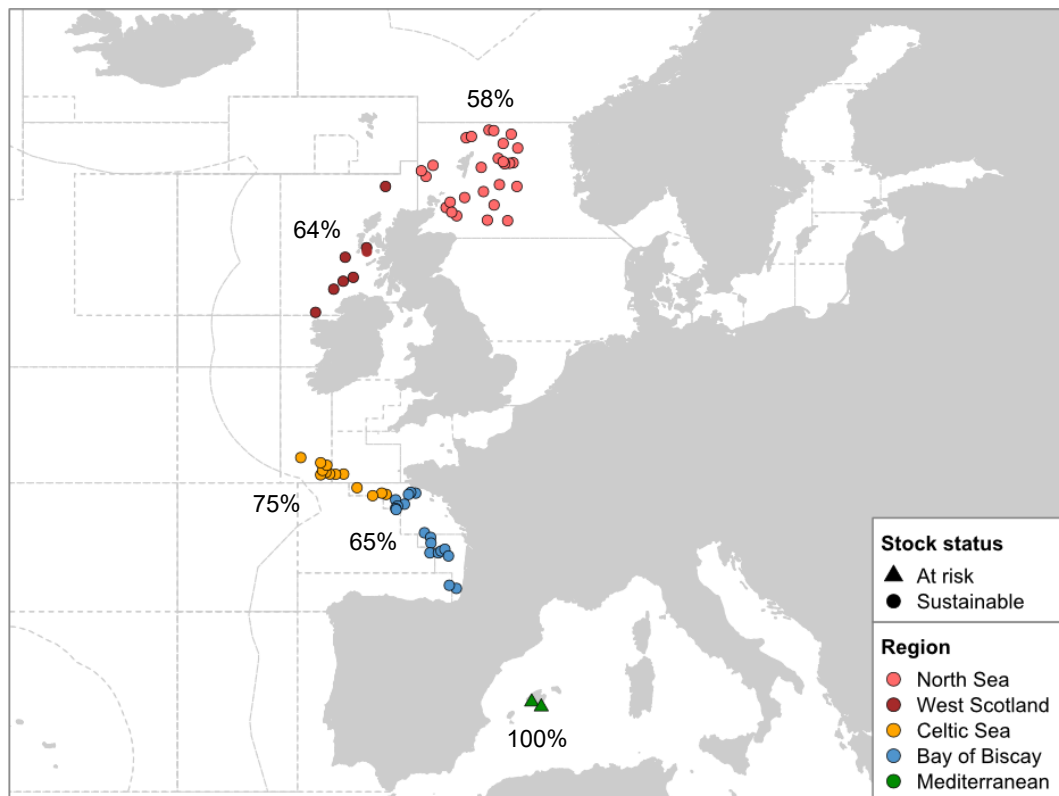 58%
64%
75%
65%
100%
Stock status
At risk
Sustainable
Region
North Sea
West Scotland
Celtic Sea
Bay of Biscay
Mediterranean